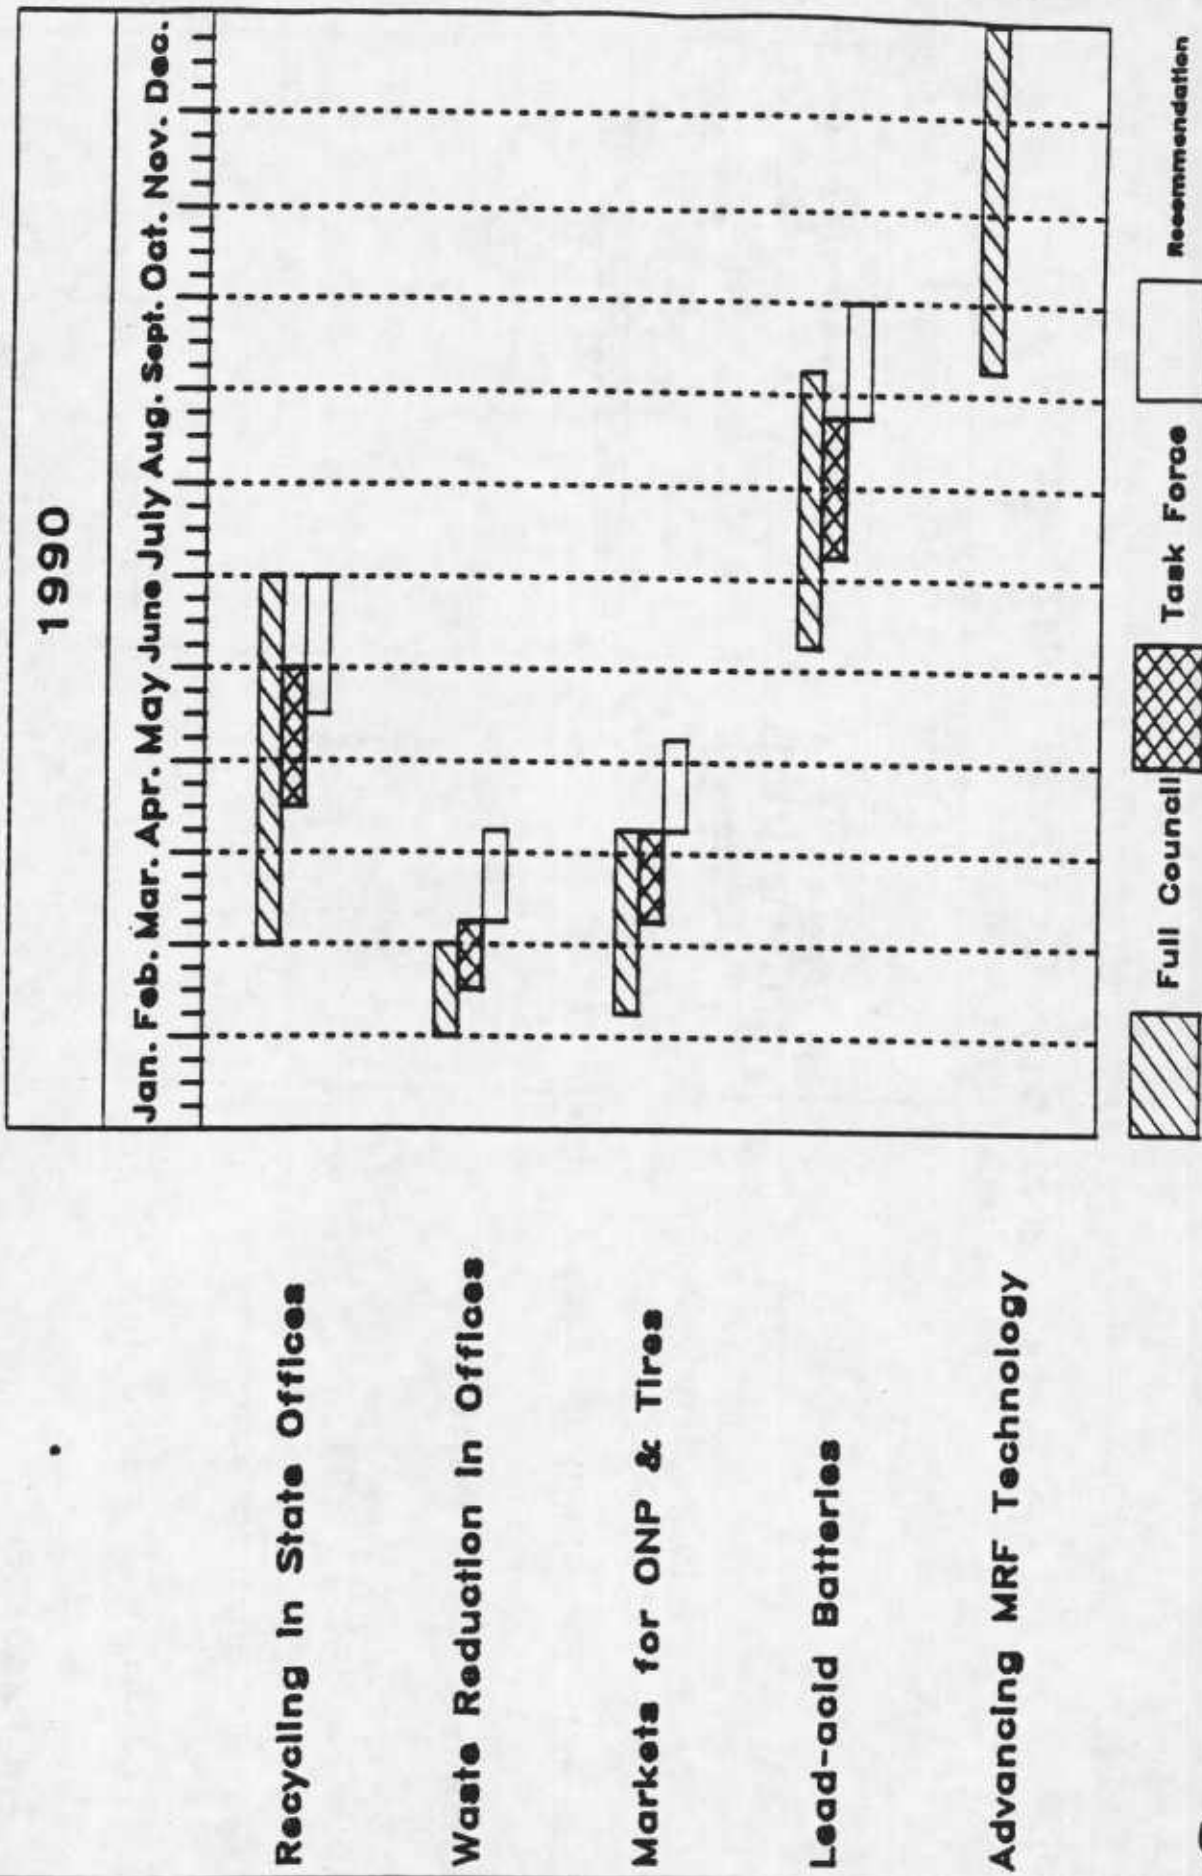 1990
Jan. Feb. Mar. Apr. May June July Aug. Sept. Oct. Nov. Dec.
Recycling in State Offices
Waste Reduction in Offices
Markets for ONP & Tires
Lead-acid Batteries
Advancing MRF Technology
Full Council Task Force Recommendation